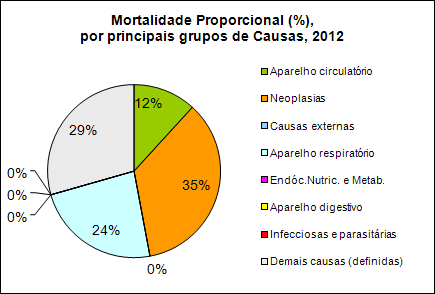 Mortalidade Proporcional (%),
por principais grupos de Causas, 2012
12%
35%
0%
24%
0%
0%
0%
29%
Aparelho circulatório
Neoplasias
Causas externas
Aparelho respiratório
Endóc.Nutric. e Metab.
Aparelho digestivo
Infecciosas e parasitárias
Demais causas (definidas)